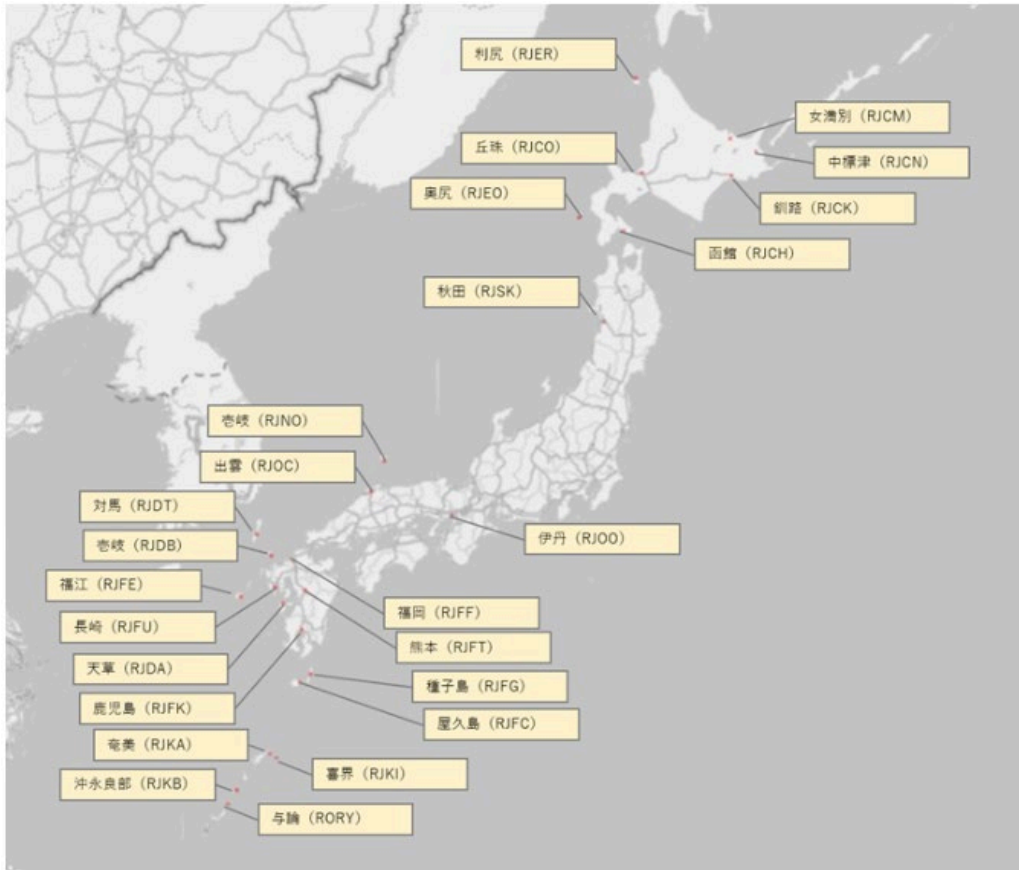 利尻（RJER）
女満別（RJCM）
丘珠（RJCO）
中標津（RJCN）
奥尻（RJEO）
釧路（RJCK）
函館（RJCH）
秋田（RJSK）
壱岐（RJNO）
出雲（RJOC）
対馬（RJDT）
伊丹（RJOO）
壱岐（RJDB）
福江（RJFE）
福岡（RJFF）
長崎（RJFU）
熊本（RJFT）
天草（RJDA）
種子島（RJFG）
鹿児島（RJFK）
屋久島（RJFC）
奄美（RJKA）
喜界（RJKI）
沖永良部（RJKB）
与論（RORY）